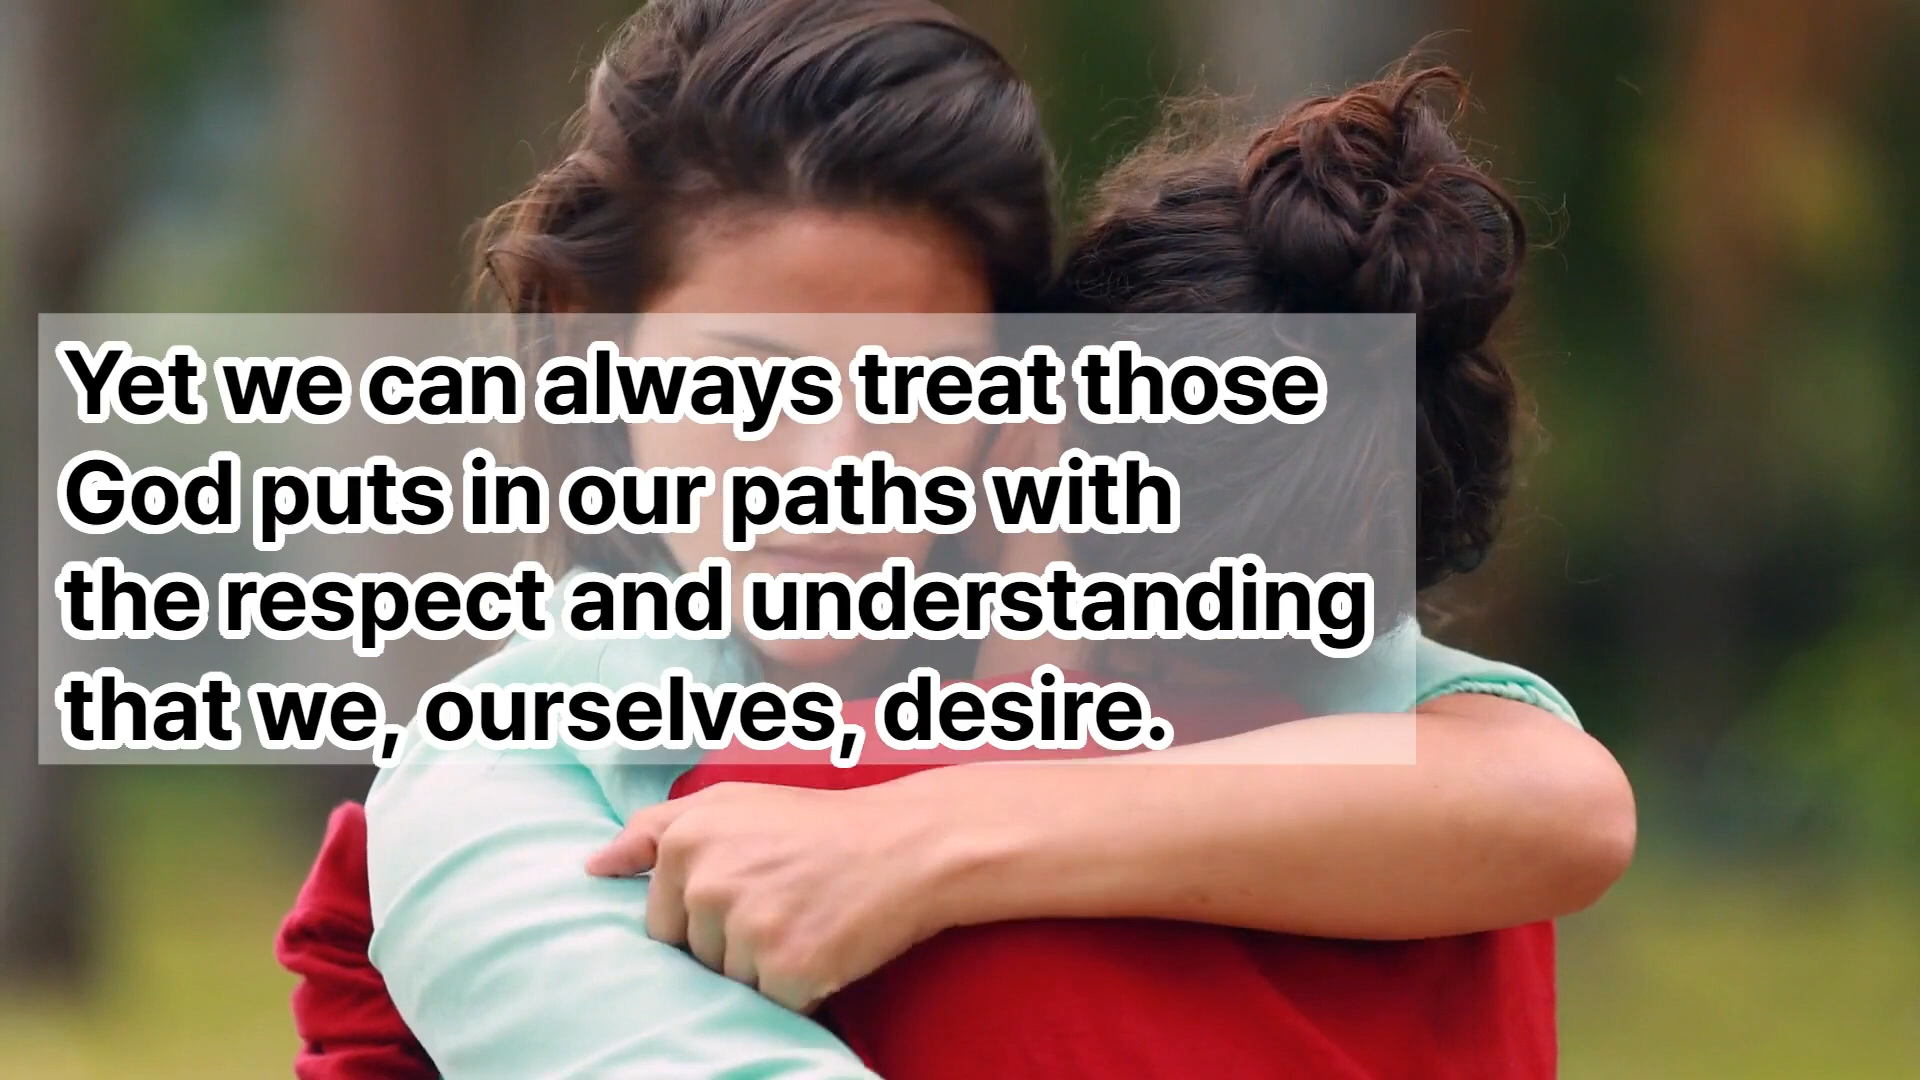 Yet we can always treat those
God puts in our paths with
the respect and understanding
that we, ourselves, desire.